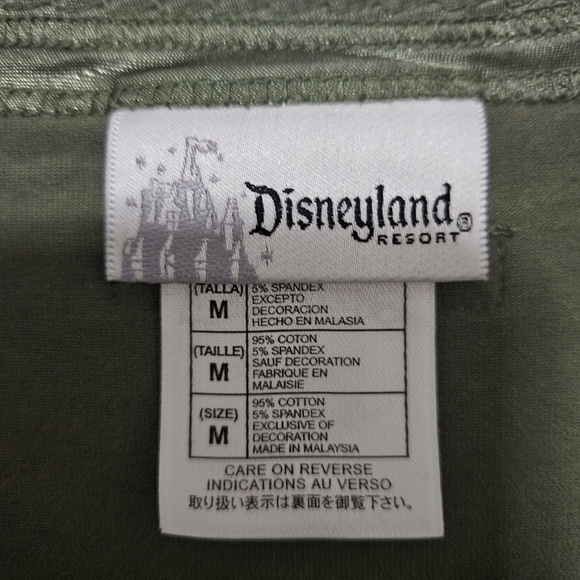 Disneyland®
RESORT
(TALLA)
M
5% SPANDEX
EXCEPTO
DECORACION
HECHO EN MALASIA
(TAILLE)
M
95% COTON
5% SPANDEX
SAUF DECORATION
FABRIQUE EN
MALAISIE
(SIZE)
M
95% COTTON
5% SPANDEX
EXCLUSIVE OF
DECORATION
MADE IN MALAYSIA
CARE ON REVERSE
INDICATIONS AU VERSO
取り扱い表示は裏面を御覧下さい。